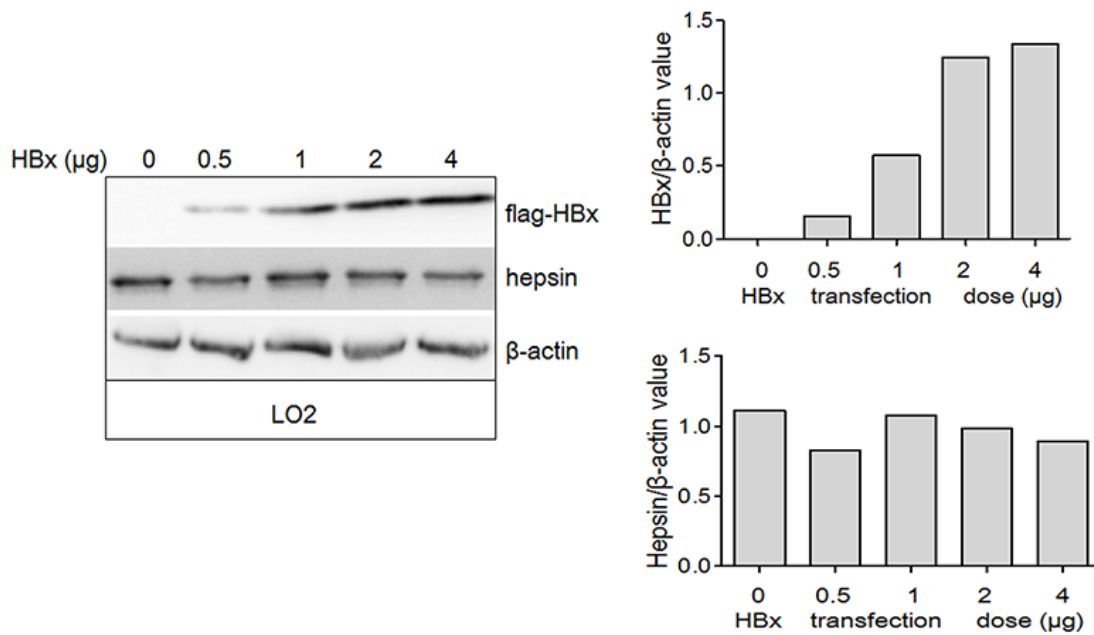 HBx (µg) 0 0.5 1 2 4
flag-HBx
hepsin
β-actin
LO2
HBx/β-actin value
1.5
1.0
0.5
0.0
0 0.5 1 2 4
HBx transfection dose (µg)
Hepsin/β-actin value
1.5
1.0
0.5
0.0
0 0.5 1 2 4
HBx transfection dose (µg)